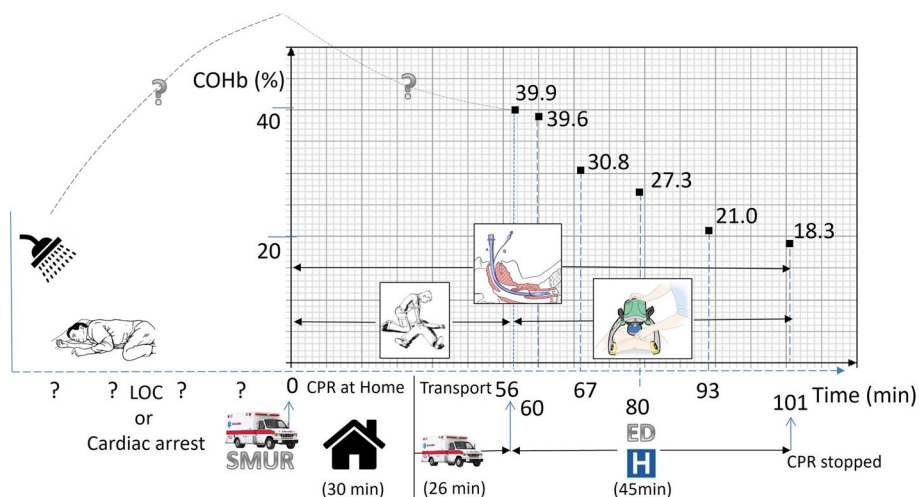 COHb (%)
?
?
39.9
40
39.6
30.8
27.3
21.0
18.3
20
? ? ? ?
LOC
or
Cardiac arrest
0 CPR at Home Transport 56 67 93 Time (min)
60 80 101
SMUR
ED
H
CPR stopped
(30 min) (26 min) (45min)